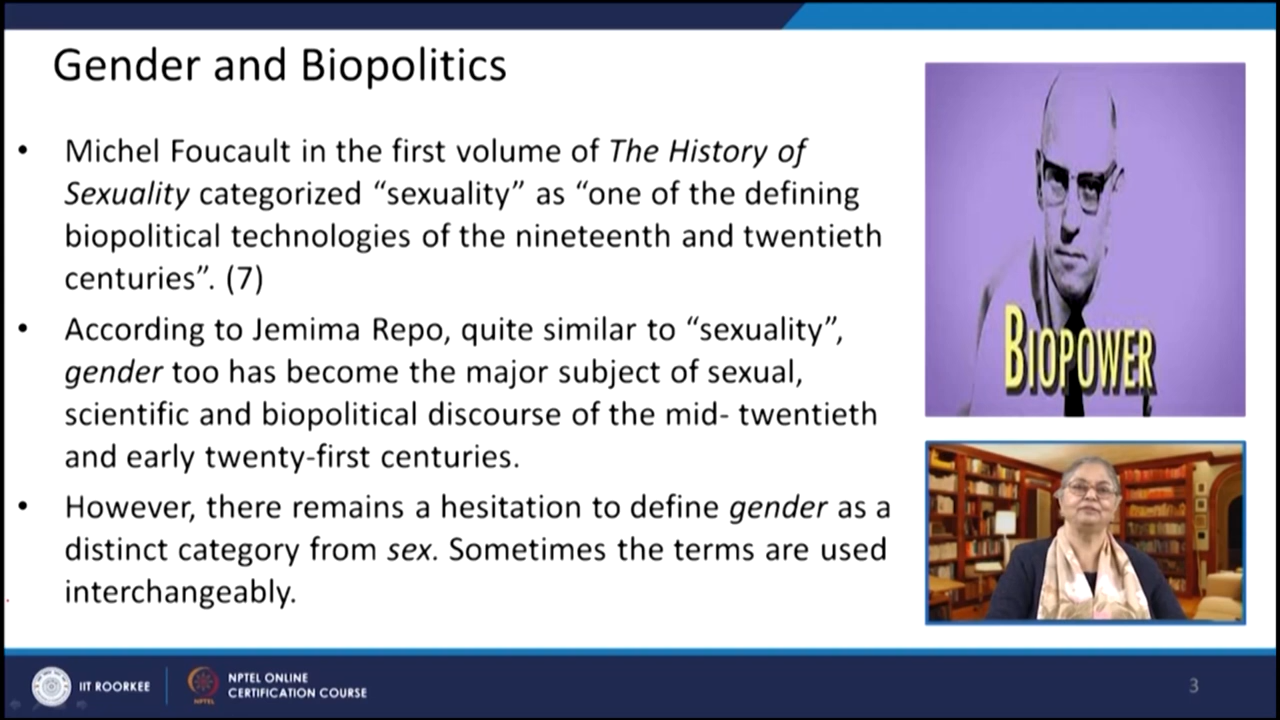 Gender and Biopolitics
• Michel Foucault in the first volume of The History of
Sexuality categorized “sexuality” as “one of the defining
biopolitical technologies of the nineteenth and twentieth
centuries”. (7)
• According to Jemima Repo, quite similar to “sexuality”,
gender too has become the major subject of sexual,
scientific and biopolitical discourse of the mid- twentieth
and early twenty-first centuries.
• However, there remains a hesitation to define gender as a
distinct category from sex. Sometimes the terms are used
interchangeably.
BIOPOWER
IIT ROORKEE
NPTEL
NPTEL ONLINE
CERTIFICATION COURSE
3